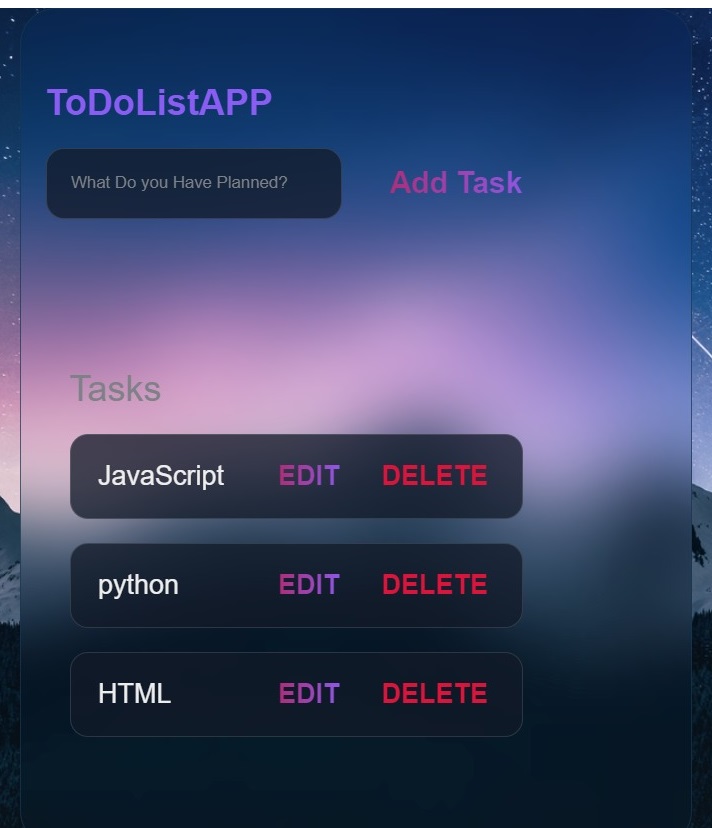 ToDoListAPP
What Do you Have Planned? Add Task
Tasks
JavaScript EDIT DELETE
python EDIT DELETE
HTML EDIT DELETE